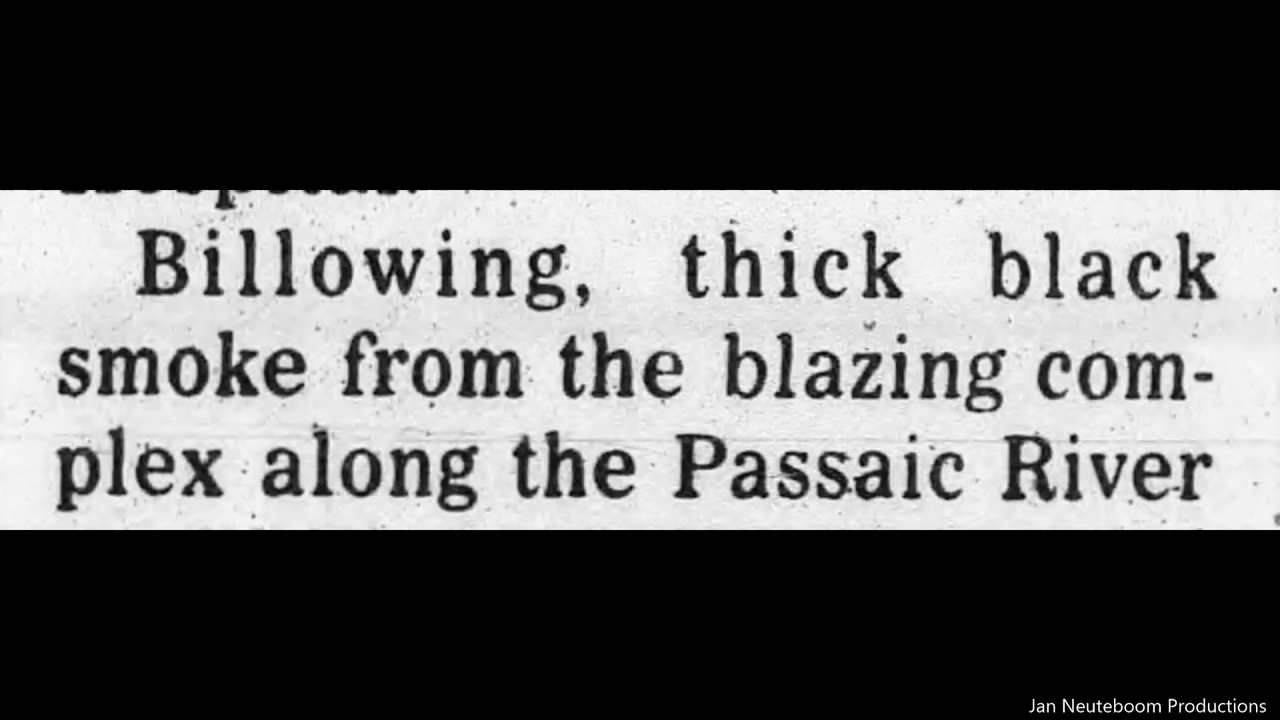 Billowing, thick black
smoke from the blazing com-
plex along the Passaic River
Jan Neuteboom Productions